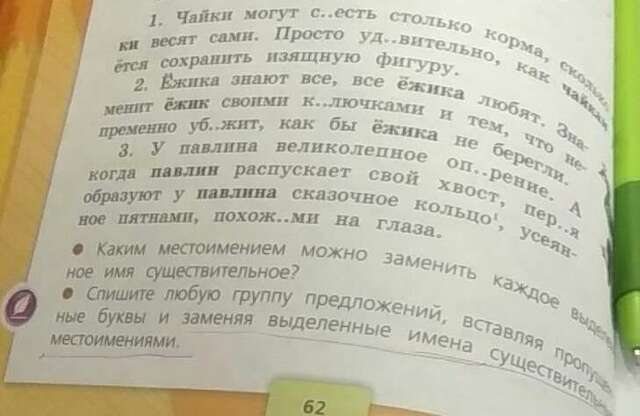 1. Чайки могут с..есть столько корма, сколько
ки весят сами. Просто уд..вительно, как чайкам
ётся сохранить изящную фигуру.
2. Ёжика знают все, все ёжика любят. Зна-
менит ёжик своими к..лючками и тем, что не-
пременно уб..жит, как бы ёжика не берегли.
3. У павлина великолепное оп..рение. А
когда павлин распускает свой хвост, пер..я
образуют у павлина сказочное кольцо¹, усеян-
ное пятнами, похож..ми на глаза.
● Каким местоимением можно заменить каждое выделен
ное имя существительное?
● Спишите любую группу предложений, вставляя пропущен
ные буквы и заменяя выделенные имена существительные
местоимениями.
62